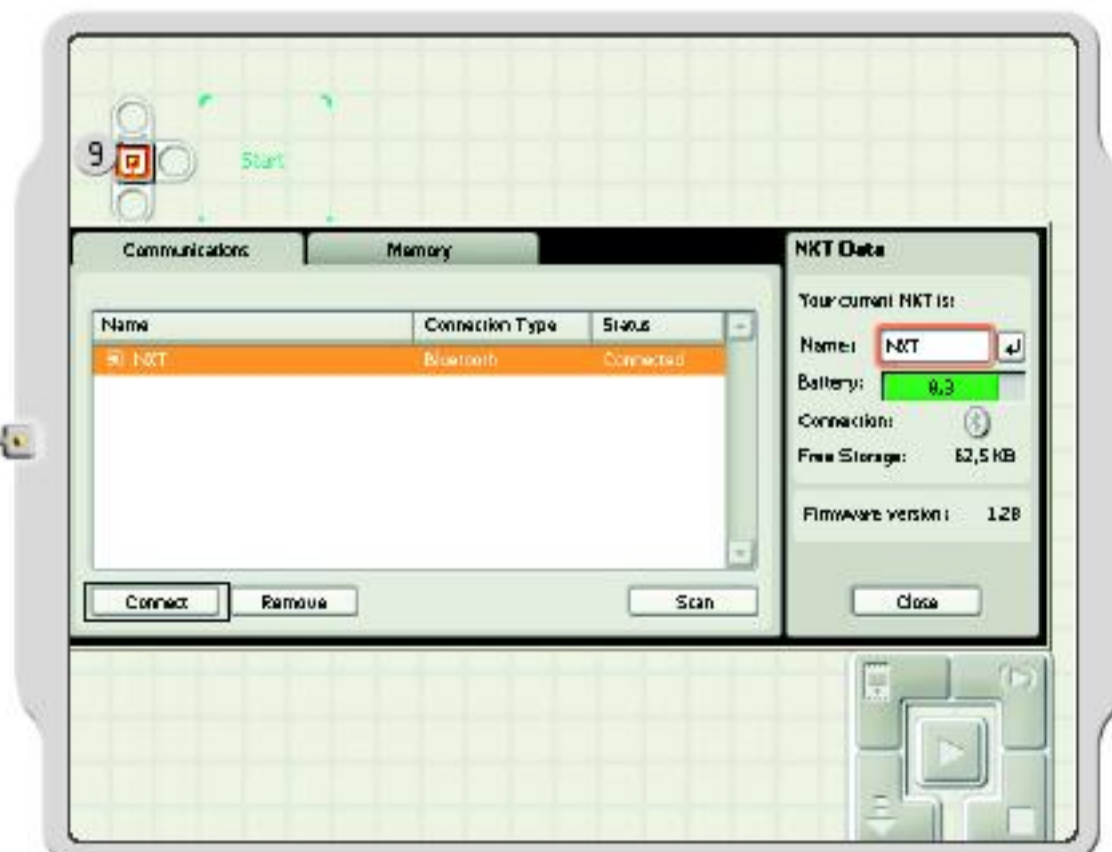 9
Start
Communications Memory
NXT Data
Your current NXT is:
Name Connection Type Status
NXT Bluetooth Connected
Name: NXT
Battery: 8,3
Connection:
Free Storage: 62,5 KB
Firmware version: 1.28
Connect Remove Scan Close